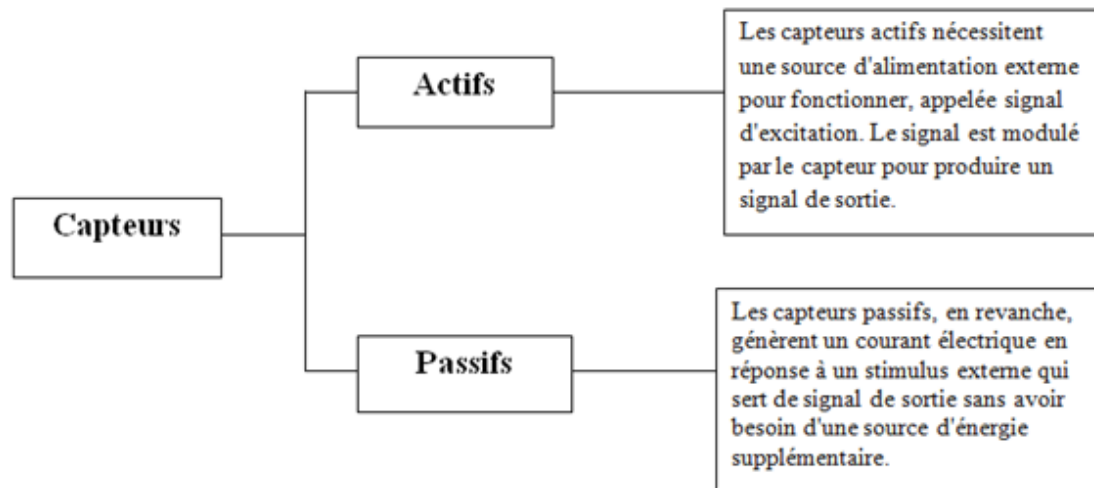 Capteurs
Actifs
Les capteurs actifs nécessitent
une source d'alimentation externe
pour fonctionner, appelée signal
d'excitation. Le signal est modulé
par le capteur pour produire un
signal de sortie.
Passifs
Les capteurs passifs, en revanche,
génèrent un courant électrique en
réponse à un stimulus externe qui
sert de signal de sortie sans avoir
besoin d'une source d'énergie
supplémentaire.